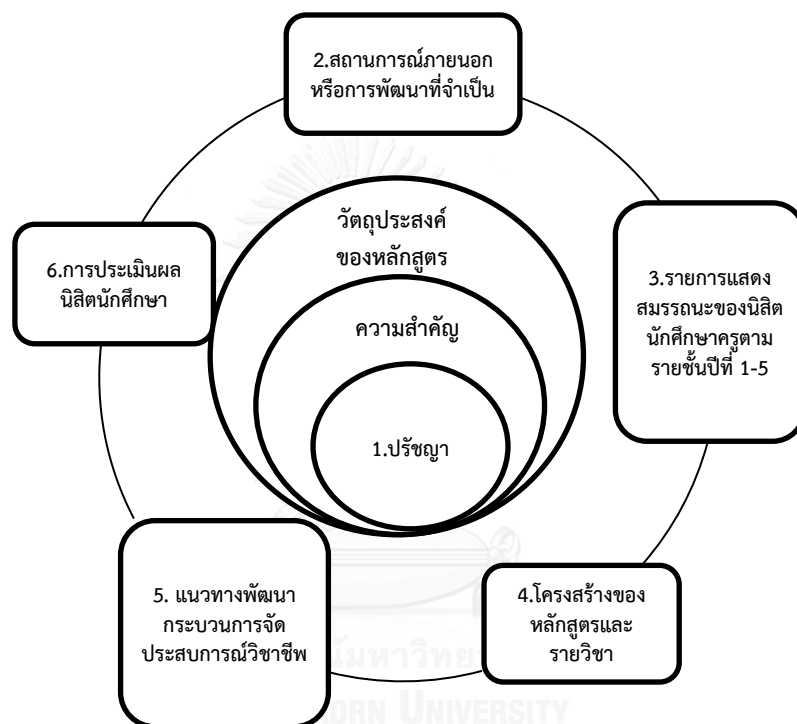 2.สถานการณ์ภายนอก
หรือการพัฒนาที่จำเป็น
วัตถุประสงค์
ของหลักสูตร
ความสำคัญ
1.ปรัชญา
3.รายการแสดง
สมรรถนะของนิสิต
นักศึกษาครูตาม
รายชั้นปีที่ 1-5
4.โครงสร้างของ
หลักสูตรและ
รายวิชา
5. แนวทางพัฒนา
กระบวนการจัด
ประสบการณ์วิชาชีพ
6.การประเมินผล
นิสิตนักศึกษา
UNIVERSITY